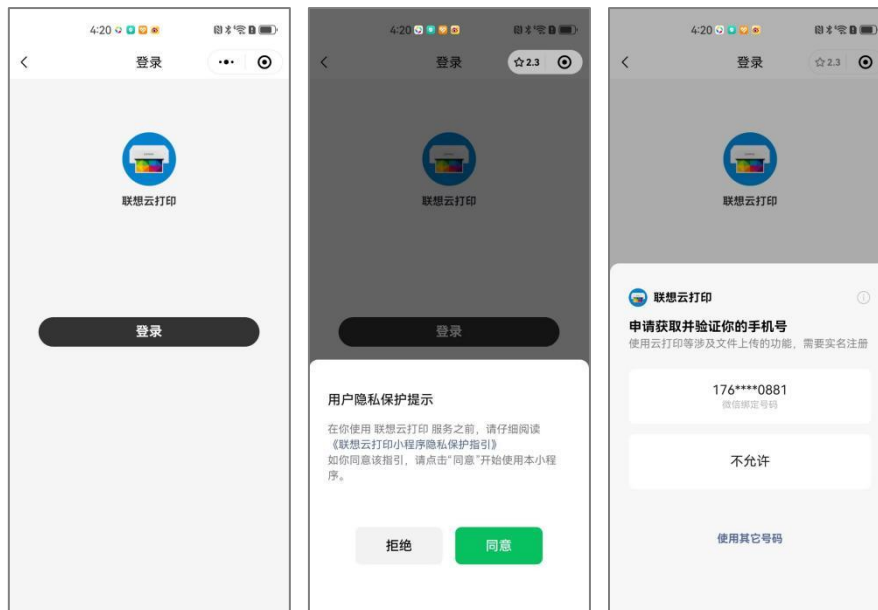 4:20
登录
联想云打印
登录
4:20
登录
2.3
联想云打印
登录
用户隐私保护提示
在你使用 联想云打印 服务之前，请仔细阅读
《联想云打印小程序隐私保护指引》
如你同意该指引，请点击“同意”开始使用本小程
序。
拒绝
同意
4:20
登录
2.3
联想云打印
联想云打印
申请获取并验证你的手机号
使用云打印等涉及文件上传的功能，需要实名注册
176****0881
微信绑定号码
不允许
使用其它号码